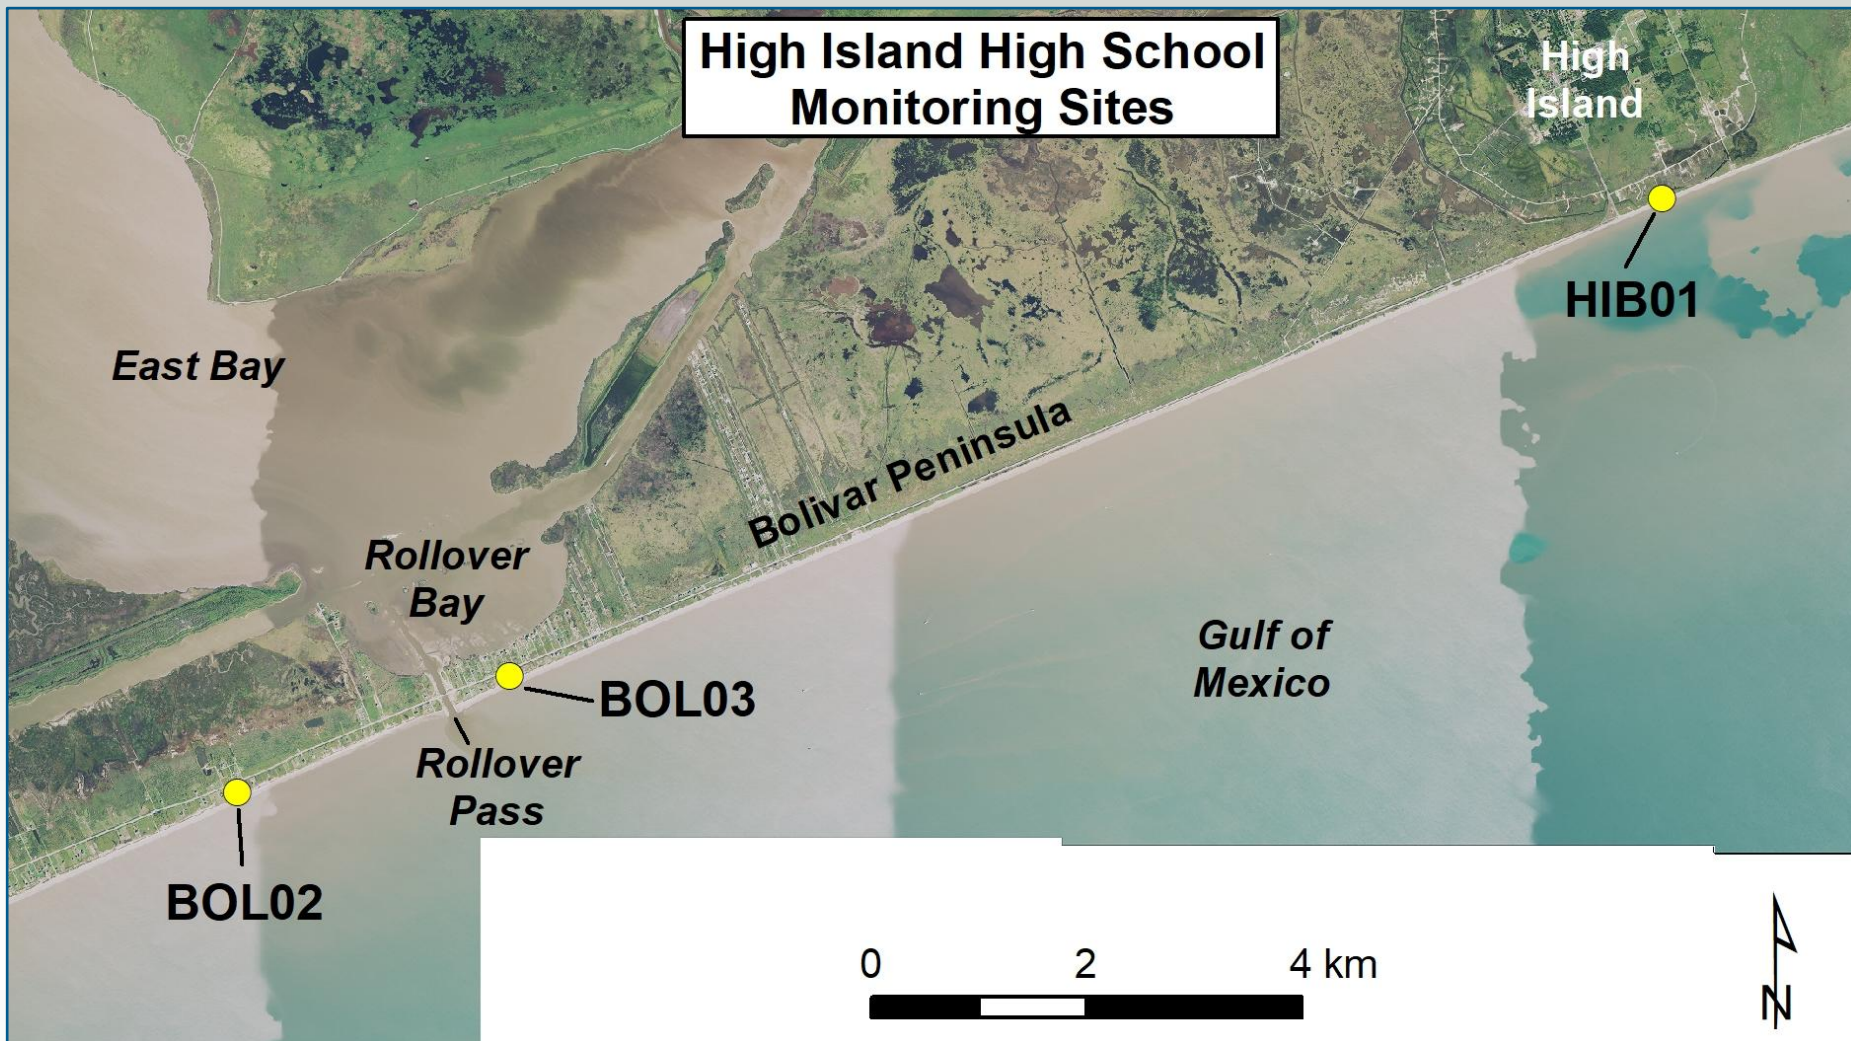 High Island High School
Monitoring Sites
High
Island
HIB01
East Bay
Bolivar Peninsula
Rollover
Bay
Gulf of
Mexico
BOL03
Rollover
Pass
BOL02
0 2 4 km
N